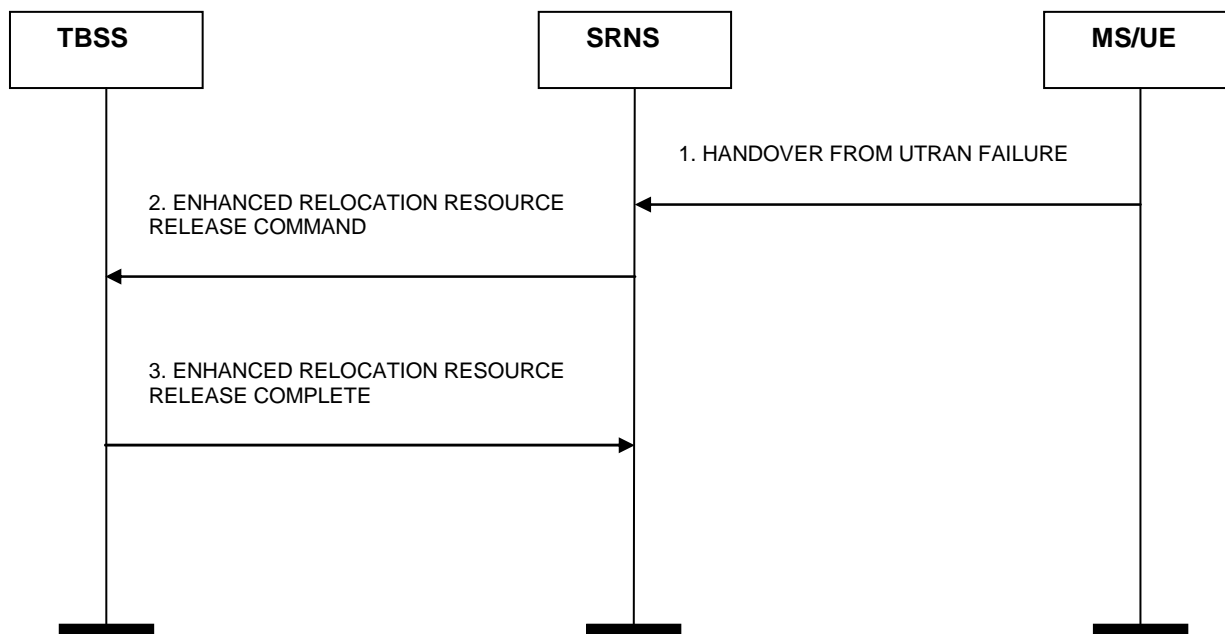 TBSS
SRNS
MS/UE
1. HANDOVER FROM UTRAN FAILURE
2. ENHANCED RELOCATION RESOURCE
RELEASE COMMAND
3. ENHANCED RELOCATION RESOURCE
RELEASE COMPLETE